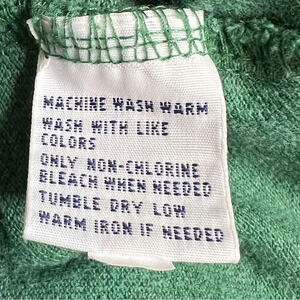 MACHINE WASH WARM
WASH WITH LIKE
COLORS
ONLY NON-CHLORINE
BLEACH WHEN NEEDED
TUMBLE DRY LOW
WARM IRON IF NEEDED